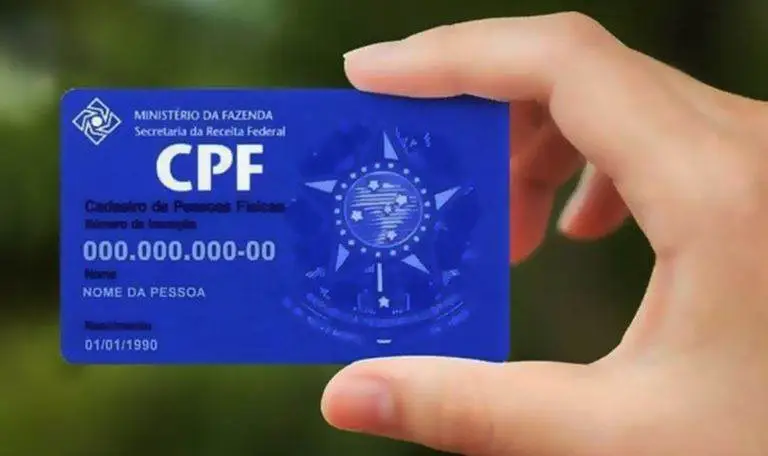 MINISTÉRIO DA FAZENDA
Secretaria da Receita Federal
CPF
Cadastro de Pessoas Físicas
Número de Inscrição
000.000.000-00
Nome
NOME DA PESSOA
Nascimento
01/01/1990